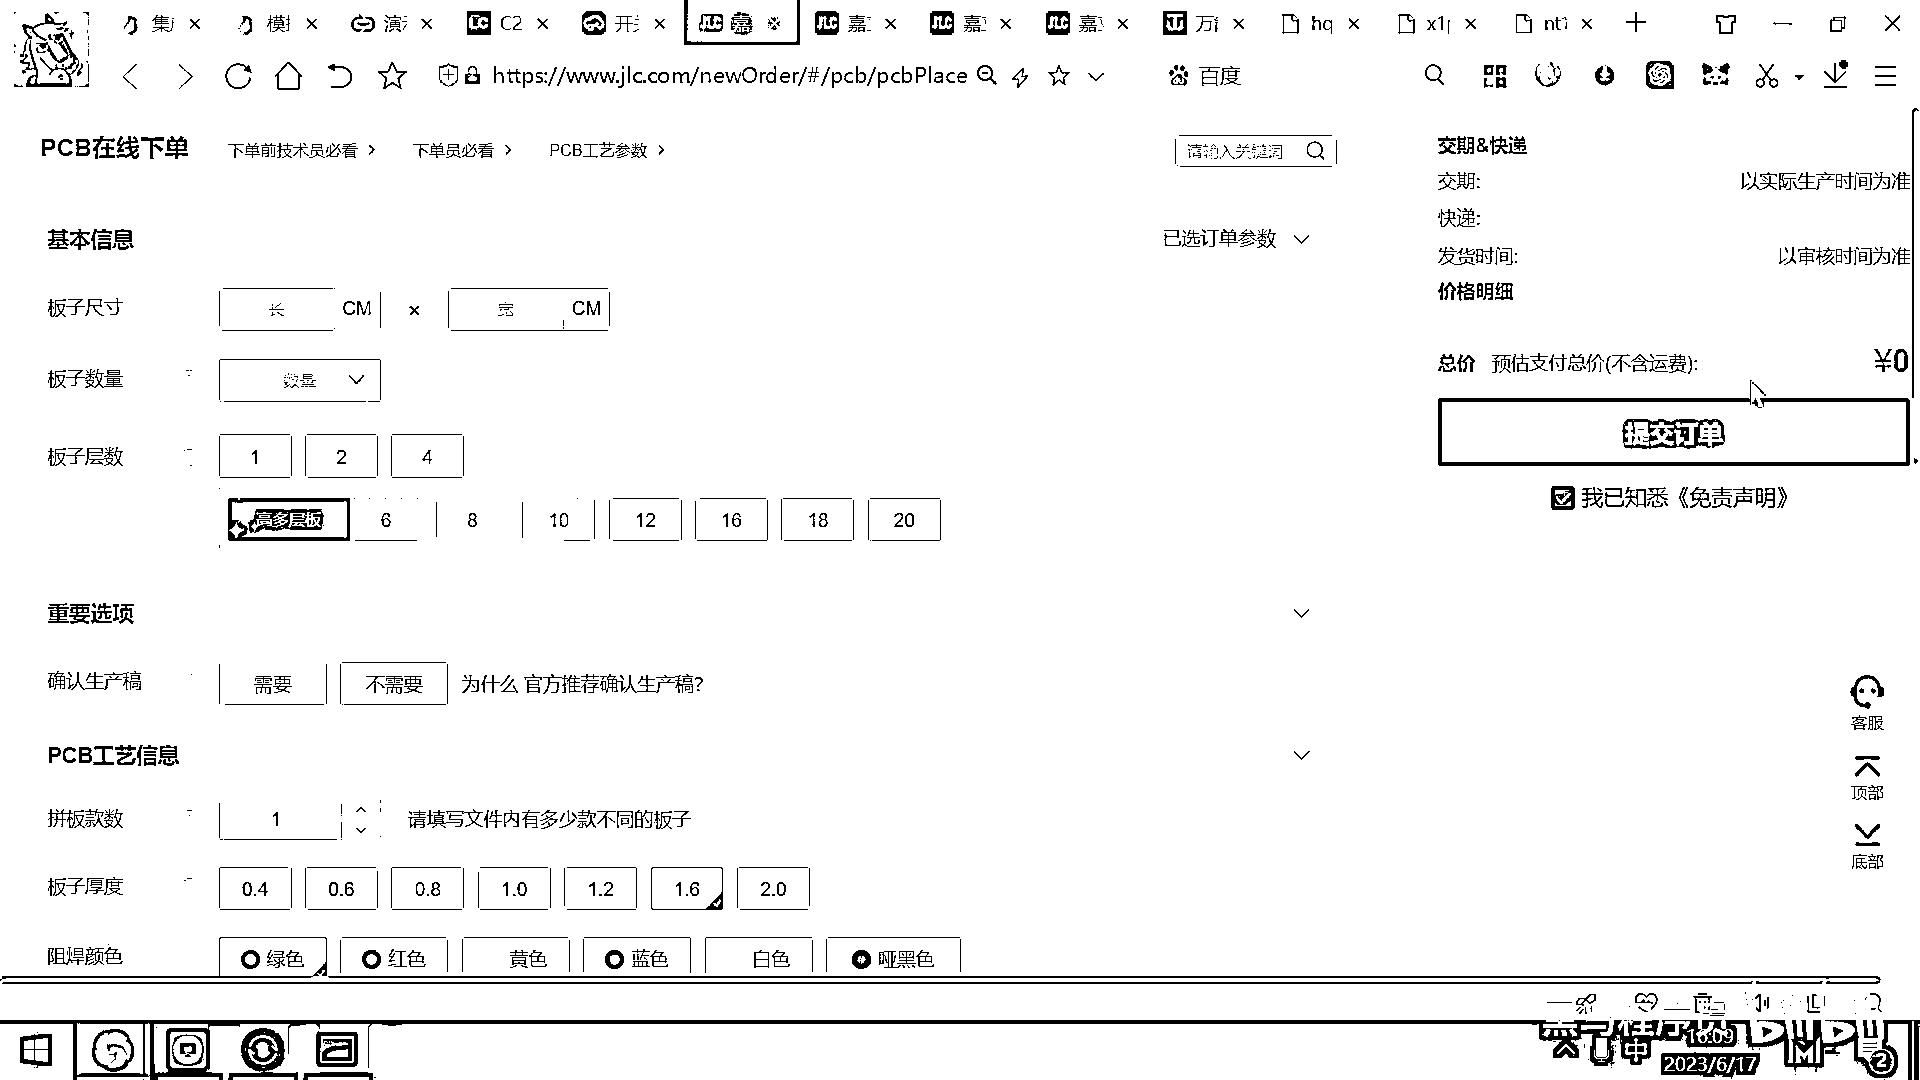 集 模 演 C2 开 嘉 嘉 嘉 嘉 万 hq x1 nt
https://www.jlc.com/newOrder/#/pcb/pcbPlace 百度
PCB在线下单 下单前技术员必看 下单员必看 PCB工艺参数 请输入关键词
交期&快递
交期: 以实际生产时间为准
快递:
发货时间: 以审核时间为准
价格明细
总价 预估支付总价(不含运费): ¥0
提交订单
我已知悉《免责声明》
基本信息 已选订单参数
板子尺寸 长 CM × 宽 CM
板子数量 数量
板子层数 1 2 4
高多层板 6 8 10 12 16 18 20
重要选项
确认生产稿 需要 不需要 为什么 官方推荐确认生产稿?
PCB工艺信息
拼板款数 1 请填写文件内有多少款不同的板子
板子厚度 0.4 0.6 0.8 1.0 1.2 1.6 2.0
阻焊颜色 绿色 红色 黄色 蓝色 白色 哑黑色
客服
顶部
底部
中 16:09
2023/6/17 2